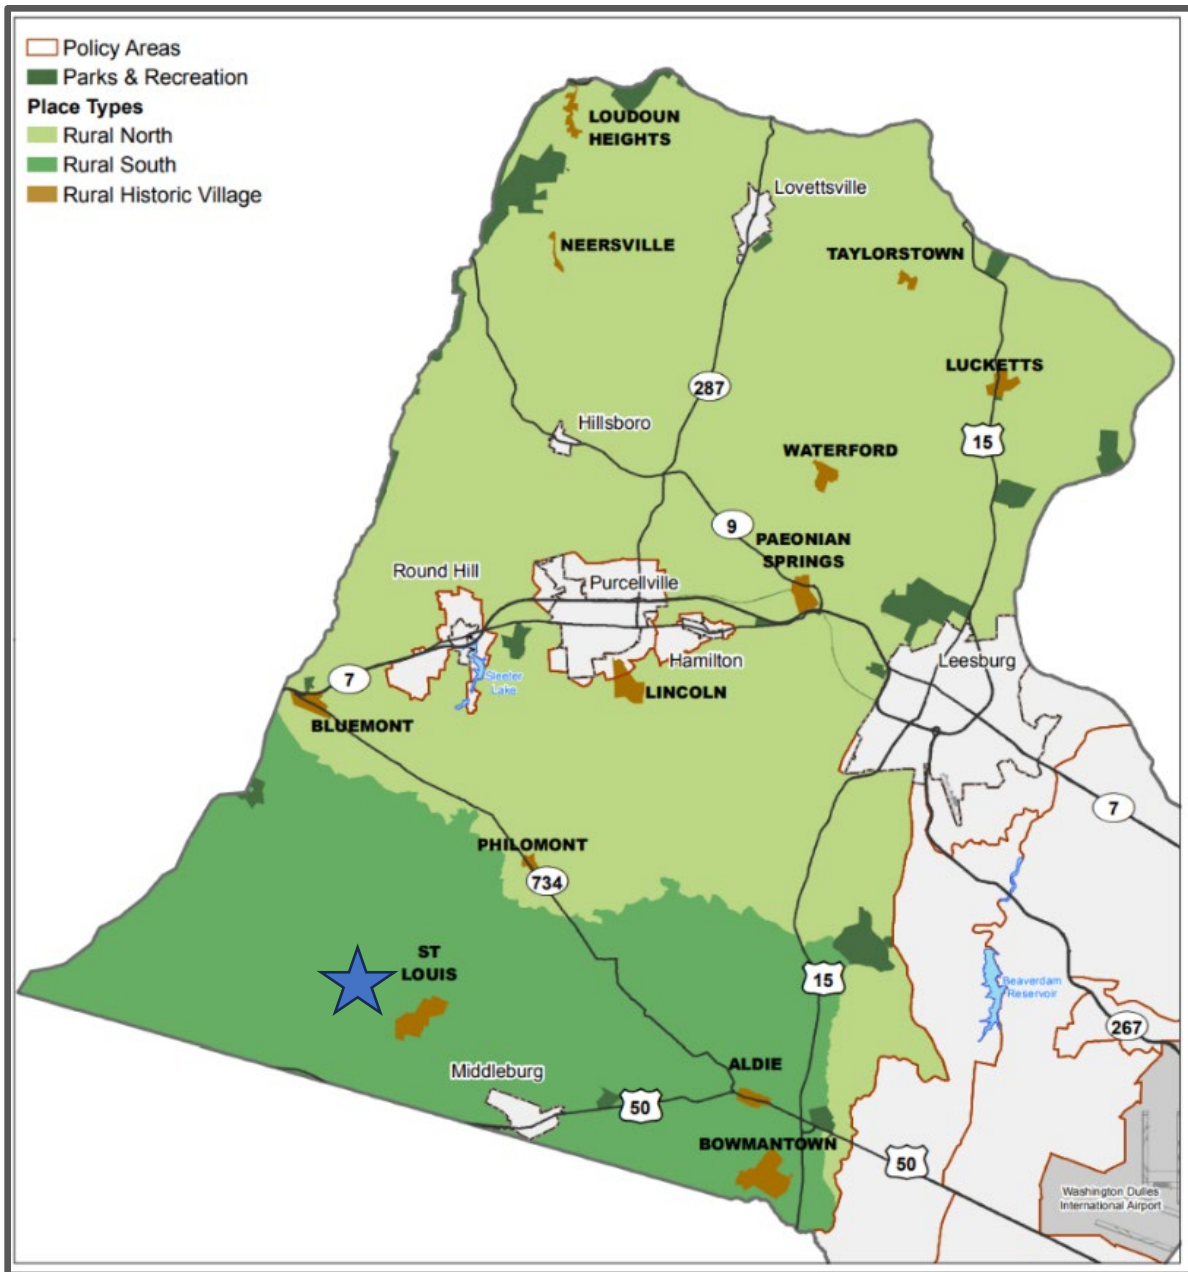 Policy Areas
Parks & Recreation
Place Types
Rural North
Rural South
Rural Historic Village
LOUDOUN
HEIGHTS
Lovettsville
NEERSVILLE
TAYLORSTOWN
LUCKETTS
287
Hillsboro
15
WATERFORD
9
PAEONIAN
SPRINGS
Round Hill
Purcellville
Hamilton
Leesburg
7
Sleeter
Lake
LINCOLN
BLUEMONT
7
PHILOMONT
734
ST
LOUIS
15
Beaverdam
Reservoir
267
Middleburg
ALDIE
50
BOWMANTOWN
50
Washington Dulles
International Airport